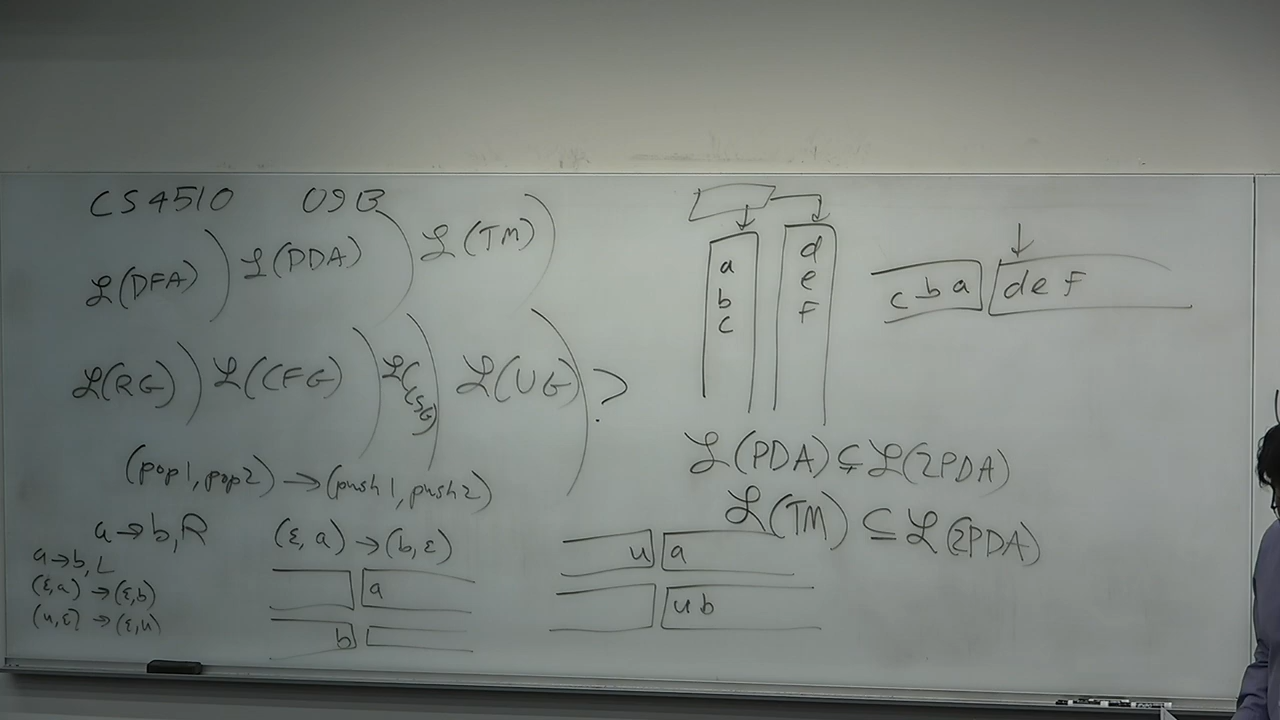 CS4510 09B
ℒ(DFA) ) ℒ(PDA) ) ℒ(TM) )
ℒ(RG) ) ℒ(CFG) ) ℒ(CSG) ) ℒ(UG) ) ?
(pop1, pop2) → (push1, push2)
a → b, R
(ε, a) → (b, ε)
a → b, L
(ε, a) → (ε, b)
(u, ε) → (ε, u)
a
b
u a
u b
a
b
c
d
e
F
c b a d e F
ℒ(PDA) ⊊ ℒ(2PDA)
ℒ(TM) ⊆ ℒ(2PDA)